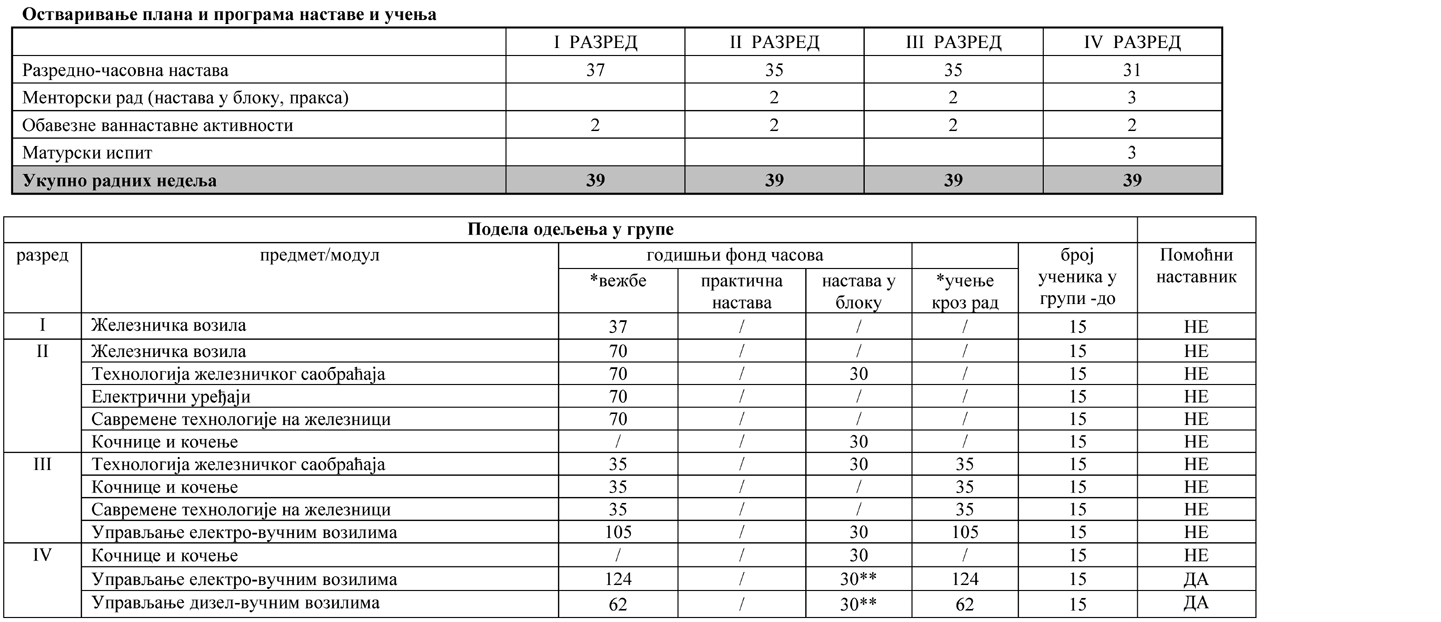 Остваривање плана и програма наставе и учења
I РАЗРЕД II РАЗРЕД III РАЗРЕД IV РАЗРЕД
Разредно-часовна настава 37 35 35 31
Менторски рад (настава у блоку, пракса) 2 2 3
Обавезне ваннаставне активности 2 2 2 2
Матурски испит 3
Укупно радних недеља 39 39 39 39
Подела одељења у групе
разред предмет/модул годишњи фонд часова број ученика у групи -до Помоћни наставник
*вежбе практична настава настава у блоку *учење кроз рад
I Железничка возила 37 / / / 15 НЕ
II Железничка возила 70 / / / 15 НЕ
Технологија железничког саобраћаја 70 / 30 / 15 НЕ
Електрични уређаји 70 / / / 15 НЕ
Савремене технологије на железници 70 / / / 15 НЕ
Кочнице и кочење / / 30 / 15 НЕ
III Технологија железничког саобраћаја 35 / 30 35 15 НЕ
Кочнице и кочење 35 / / 35 15 НЕ
Савремене технологије на железници 35 / / 35 15 НЕ
Управљање електро-вучним возилима 105 / 30 105 15 НЕ
IV Кочнице и кочење / / 30 / 15 НЕ
Управљање електро-вучним возилима 124 / 30** 124 15 ДА
Управљање дизел-вучним возилима 62 / 30** 62 15 ДА